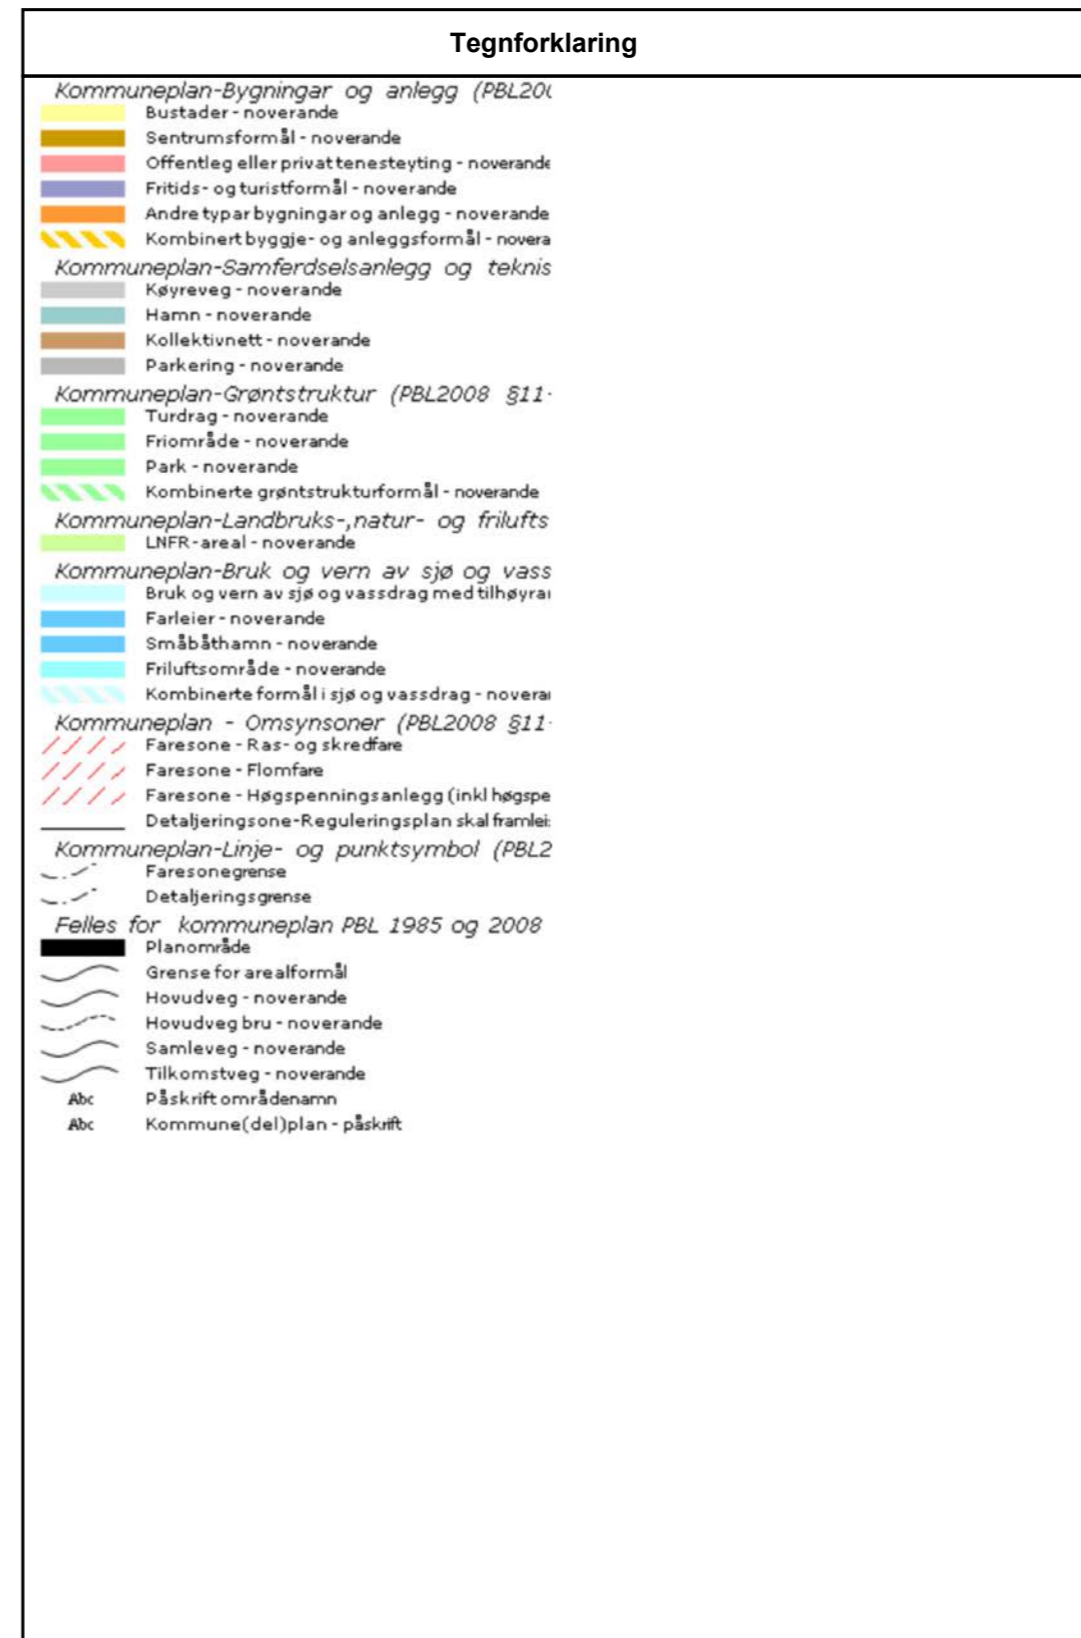 Tegnforklaring
Kommuneplan-Bygningar og anlegg (PBL200
Bustader - noverande
Sentrumsformål - noverande
Offentleg eller privat tenesteyting - noverande
Fritids- og turistformål - noverande
Andre typar bygningar og anlegg - noverande
Kombinert byggje- og anleggsformål - novera
Kommuneplan-Samferdselsanlegg og teknis
Køyreveg - noverande
Hamn - noverande
Kollektivnett - noverande
Parkering - noverande
Kommuneplan-Grøntstruktur (PBL2008 §11-
Turdrag - noverande
Friområde - noverande
Park - noverande
Kombinerte grøntstrukturformål - noverande
Kommuneplan-Landbruks-,natur- og frilufts
LNFR-areal - noverande
Kommuneplan-Bruk og vern av sjø og vass
Bruk og vern av sjø og vassdrag med tilhøyran
Farleier - noverande
Småbåthamn - noverande
Friluftsområde - noverande
Kombinerte formål i sjø og vassdrag - noveran
Kommuneplan - Omsynsoner (PBL2008 §11-
Faresone - Ras- og skredfare
Faresone - Flomfare
Faresone - Høgspenningsanlegg (inkl høgspe
Detaljeringsone-Reguleringsplan skal framleis
Kommuneplan-Linje- og punktsymbol (PBL2
Faresonegrense
Detaljeringsgrense
Felles for kommuneplan PBL 1985 og 2008
Planområde
Grense for arealformål
Hovudveg - noverande
Hovudveg bru - noverande
Samleveg - noverande
Tilkomstveg - noverande
Abc Påskrift områdenamn
Abc Kommune(del)plan - påskrift